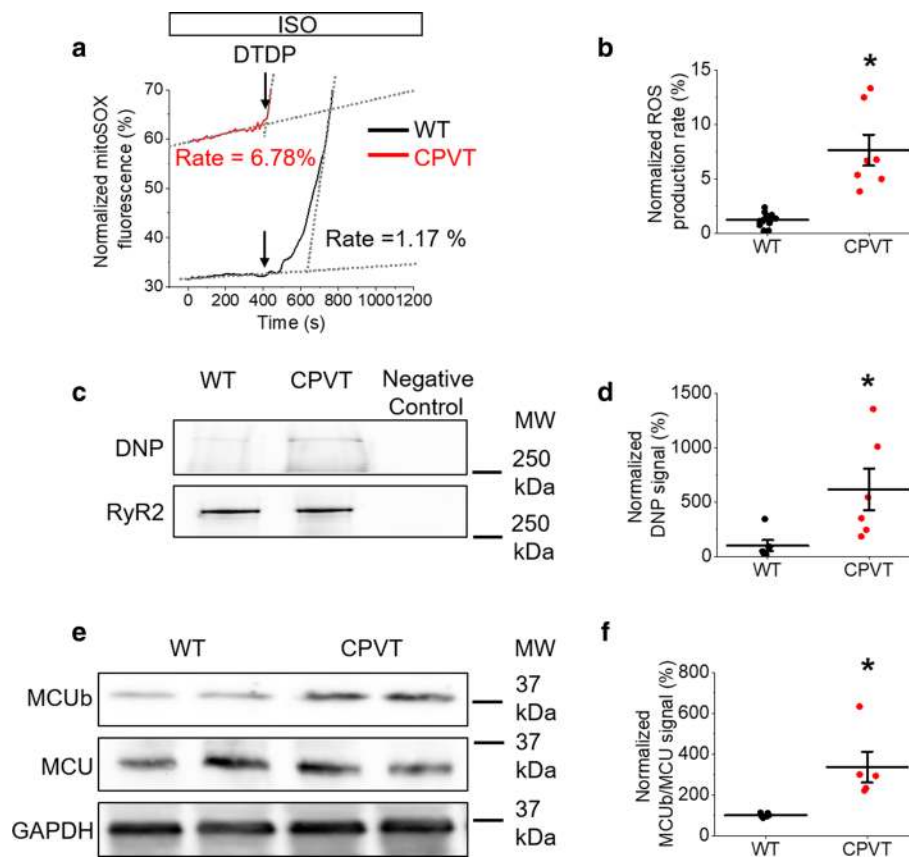 ISO
a
DTDP
Normalized mitoSOX
fluorescence (%)
70
60
50
40
30
WT
CPVT
Rate = 6.78%
Rate =1.17 %
0 200 400 600 800 1000 1200
Time (s)
b
*
Normalized ROS
production rate (%)
15
10
5
0
WT CPVT
c
WT CPVT Negative
Control
MW
DNP
250
kDa
RyR2
250
kDa
d
*
Normalized
DNP signal (%)
1500
1000
500
0
WT CPVT
e
WT CPVT MW
MCUb
37
kDa
MCU
37
kDa
GAPDH
37
kDa
f
*
Normalized
MCUb/MCU signal (%)
800
600
400
200
0
WT CPVT